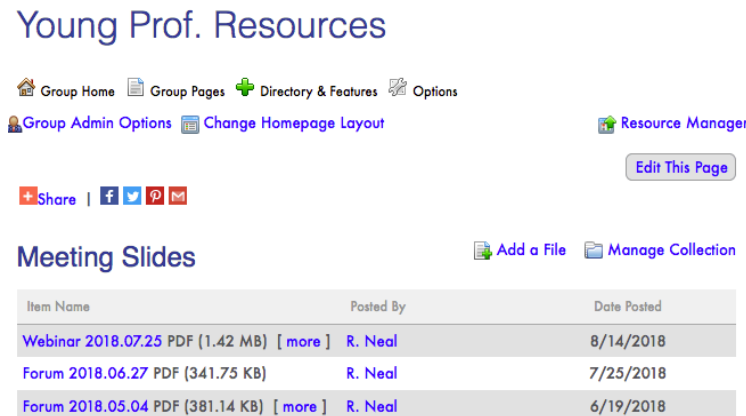 Young Prof. Resources
Group Home Group Pages Directory & Features Options
Group Admin Options Change Homepage Layout Resource Manager
Edit This Page
Share |
Meeting Slides Add a File Manage Collection
Item Name Posted By Date Posted
Webinar 2018.07.25 PDF (1.42 MB) [ more ] R. Neal 8/14/2018
Forum 2018.06.27 PDF (341.75 KB) R. Neal 7/25/2018
Forum 2018.05.04 PDF (381.14 KB) [ more ] R. Neal 6/19/2018